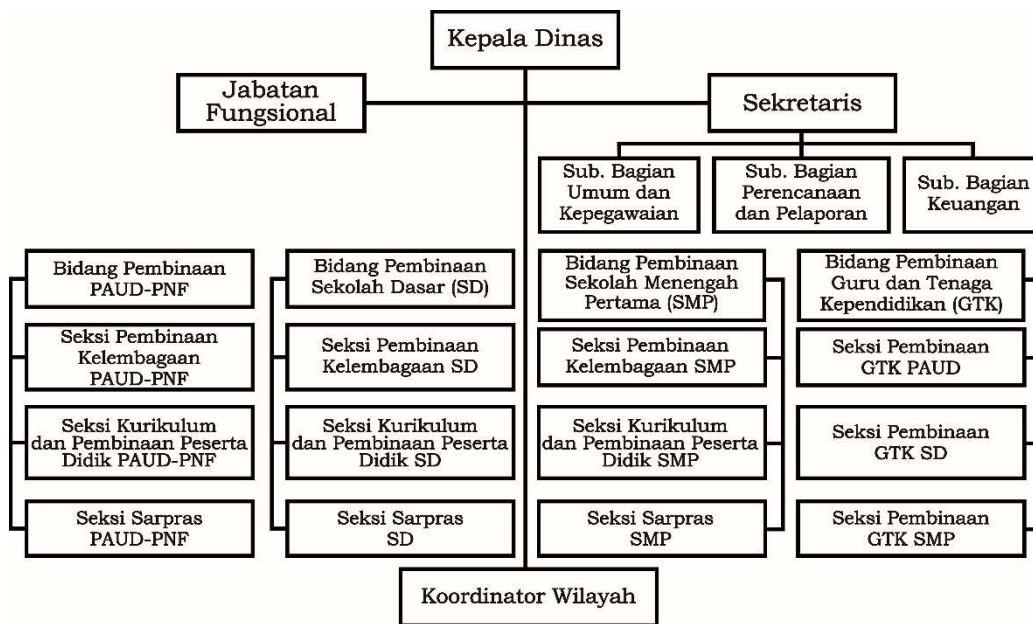 Kepala Dinas
Jabatan
Fungsional
Sekretaris
Sub. Bagian
Umum dan
Kepegawaian
Sub. Bagian
Perencanaan
dan Pelaporan
Sub. Bagian
Keuangan
Bidang Pembinaan
PAUD-PNF
Bidang Pembinaan
Sekolah Dasar (SD)
Bidang Pembinaan
Sekolah Menengah
Pertama (SMP)
Bidang Pembinaan
Guru dan Tenaga
Kependidikan (GTK)
Seksi Pembinaan
Kelembagaan
PAUD-PNF
Seksi Pembinaan
Kelembagaan SD
Seksi Pembinaan
Kelembagaan SMP
Seksi Pembinaan
GTK PAUD
Seksi Kurikulum
dan Pembinaan Peserta
Didik PAUD-PNF
Seksi Kurikulum
dan Pembinaan Peserta
Didik SD
Seksi Kurikulum
dan Pembinaan Peserta
Didik SMP
Seksi Pembinaan
GTK SD
Seksi Sarpras
PAUD-PNF
Seksi Sarpras
SD
Seksi Sarpras
SMP
Seksi Pembinaan
GTK SMP
Koordinator Wilayah